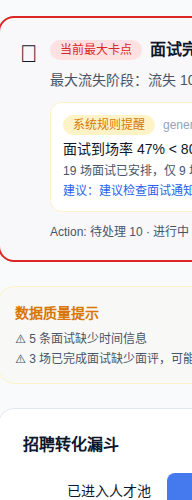 当前最大卡点 面试完
最大流失阶段：流失 10
系统规则提醒 gener
面试到场率 47% < 80
19 场面试已安排，仅 9 场
建议：建议检查面试通知
Action: 待处理 10 · 进行中
数据质量提示
⚠ 5 条面试缺少时间信息
⚠ 3 场已完成面试缺少面评，可能
招聘转化漏斗
已进入人才池